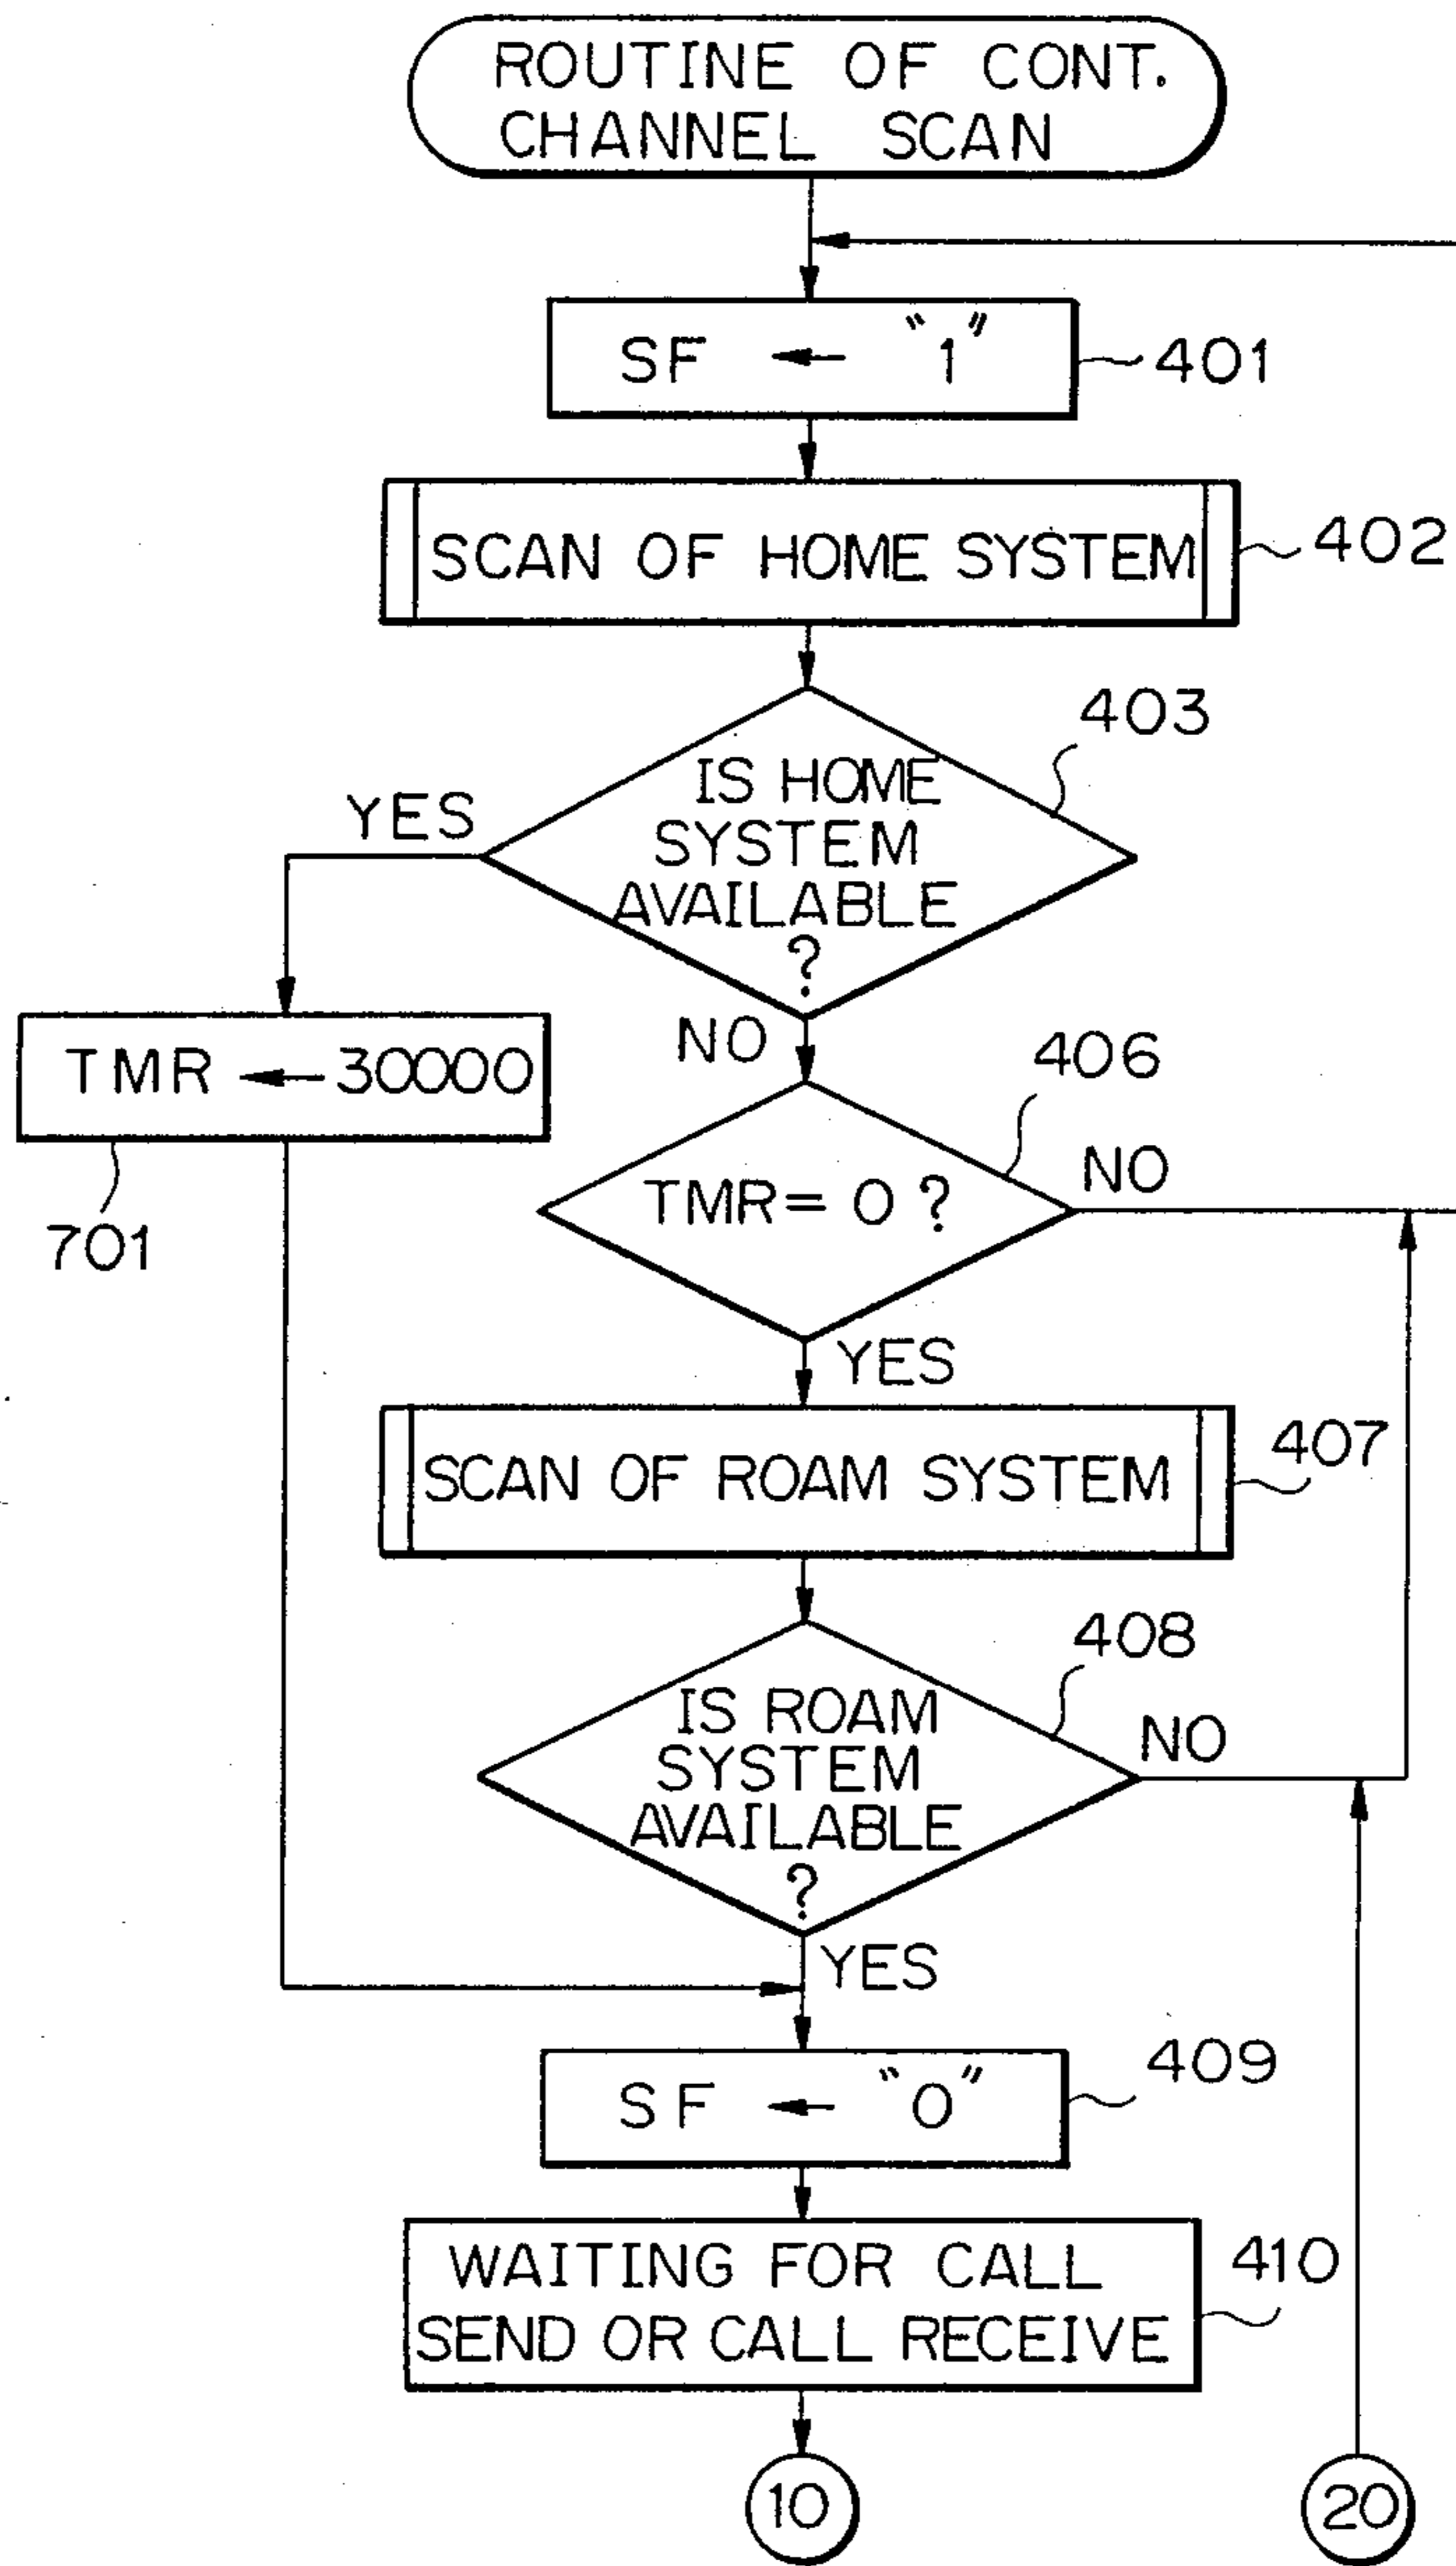 ROUTINE OF CONT.
CHANNEL SCAN
SF ← "1"
401
SCAN OF HOME SYSTEM
402
403
IS HOME
SYSTEM
AVAILABLE
?
YES
NO
TMR ← 30000
701
406
TMR = 0 ?
NO
YES
SCAN OF ROAM SYSTEM
407
408
IS ROAM
SYSTEM
AVAILABLE
?
NO
YES
SF ← "0"
409
WAITING FOR CALL
SEND OR CALL RECEIVE
410
10
20